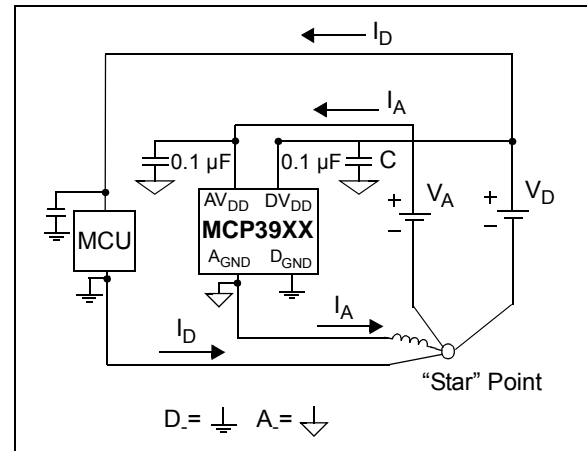 I_D
I_A
0.1 µF 0.1 µF C
AV_DD DV_DD
V_A V_D
+ +
– –
MCP39XX
MCU
A_GND D_GND
I_D I_A
“Star” Point
D_-= A_-=